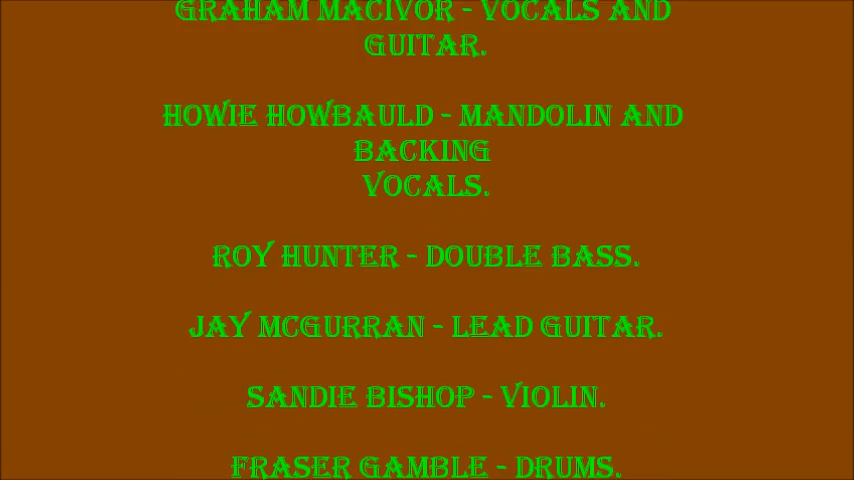 GRAHAM MACIVOR - VOCALS AND
GUITAR.
HOWIE HOWBAULD - MANDOLIN AND
BACKING
VOCALS.
ROY HUNTER - DOUBLE BASS.
JAY MCGURRAN - LEAD GUITAR.
SANDIE BISHOP - VIOLIN.
FRASER GAMBLE - DRUMS.